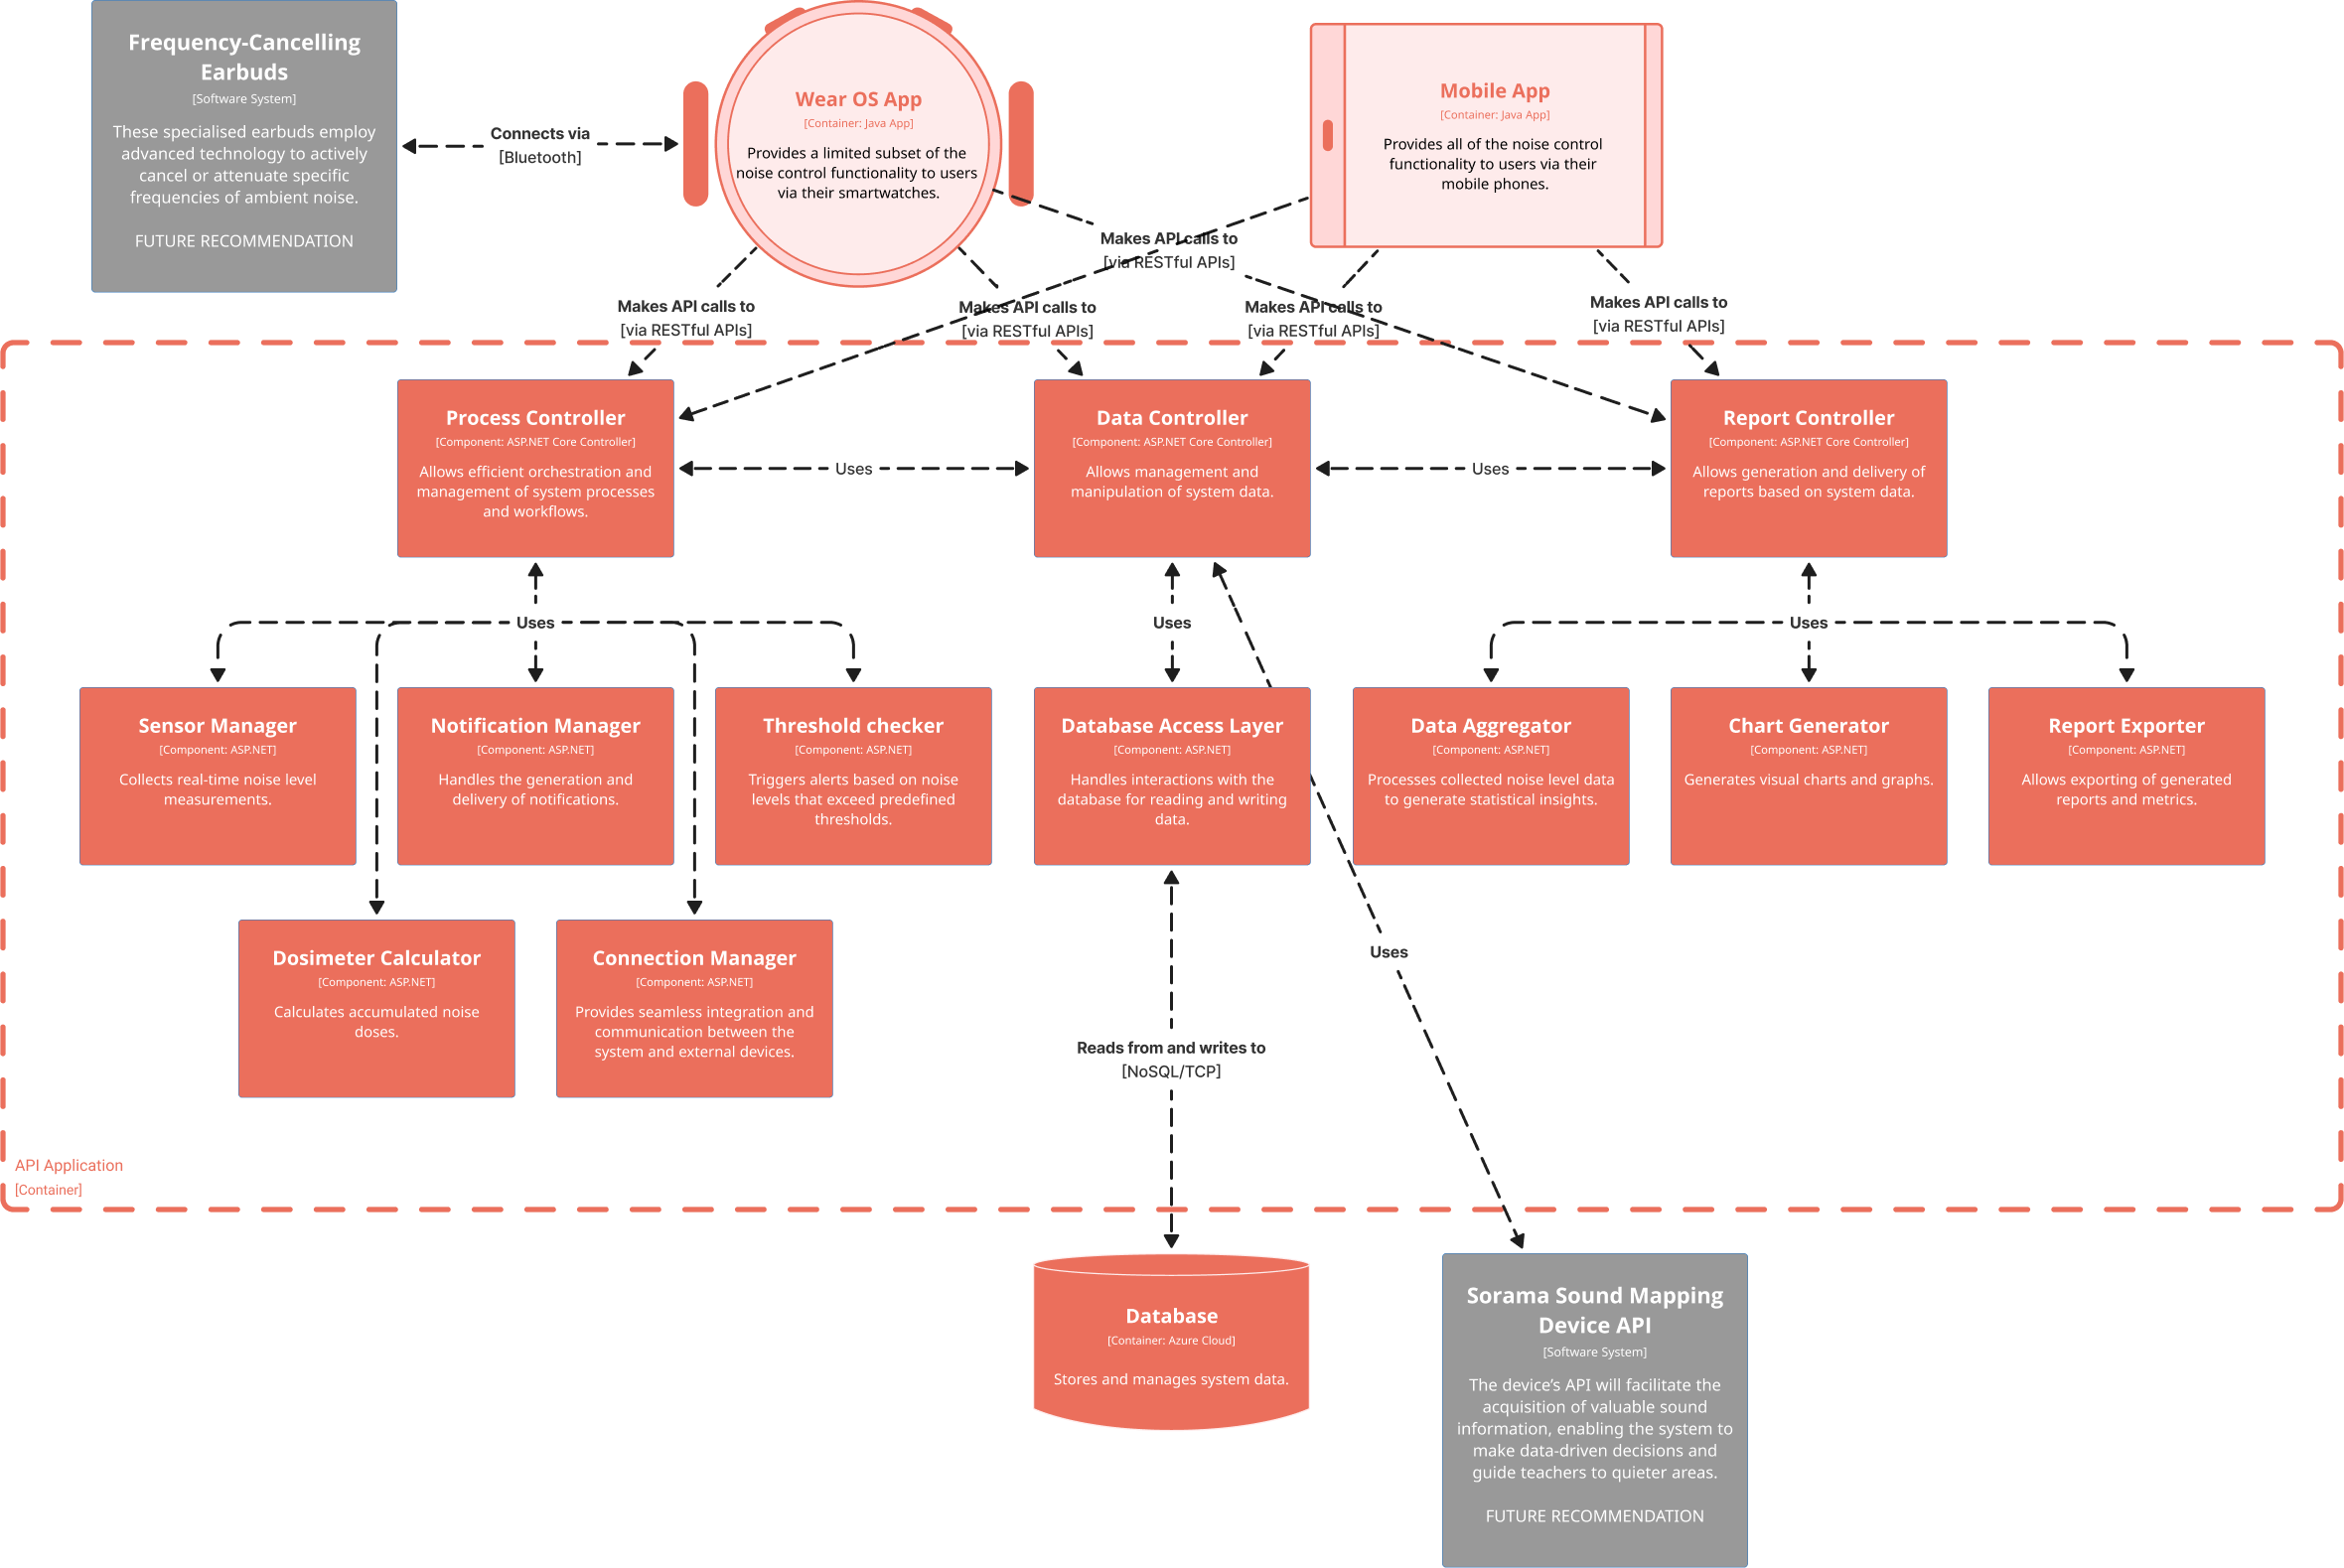 Frequency-Cancelling
Earbuds
[Software System]
These specialised earbuds employ
advanced technology to actively
cancel or attenuate specific
frequencies of ambient noise.
FUTURE RECOMMENDATION
Connects via
[Bluetooth]
Wear OS App
[Container: Java App]
Provides a limited subset of the
noise control functionality to users
via their smartwatches.
Mobile App
[Container: Java App]
Provides all of the noise control
functionality to users via their
mobile phones.
Makes API calls to
[via RESTful APIs]
Makes API calls to
[via RESTful APIs]
Makes API calls to
[via RESTful APIs]
Makes API calls to
[via RESTful APIs]
Makes API calls to
[via RESTful APIs]
Process Controller
[Component: ASP.NET Core Controller]
Allows efficient orchestration and
management of system processes
and workflows.
Uses
Data Controller
[Component: ASP.NET Core Controller]
Allows management and
manipulation of system data.
Uses
Report Controller
[Component: ASP.NET Core Controller]
Allows generation and delivery of
reports based on system data.
Uses
Uses
Uses
Sensor Manager
[Component: ASP.NET]
Collects real-time noise level
measurements.
Notification Manager
[Component: ASP.NET]
Handles the generation and
delivery of notifications.
Threshold checker
[Component: ASP.NET]
Triggers alerts based on noise
levels that exceed predefined
thresholds.
Database Access Layer
[Component: ASP.NET]
Handles interactions with the
database for reading and writing
data.
Data Aggregator
[Component: ASP.NET]
Processes collected noise level data
to generate statistical insights.
Chart Generator
[Component: ASP.NET]
Generates visual charts and graphs.
Report Exporter
[Component: ASP.NET]
Allows exporting of generated
reports and metrics.
Dosimeter Calculator
[Component: ASP.NET]
Calculates accumulated noise
doses.
Connection Manager
[Component: ASP.NET]
Provides seamless integration and
communication between the
system and external devices.
Uses
Reads from and writes to
[NoSQL/TCP]
API Application
[Container]
Database
[Container: Azure Cloud]
Stores and manages system data.
Sorama Sound Mapping
Device API
[Software System]
The device’s API will facilitate the
acquisition of valuable sound
information, enabling the system to
make data-driven decisions and
guide teachers to quieter areas.
FUTURE RECOMMENDATION